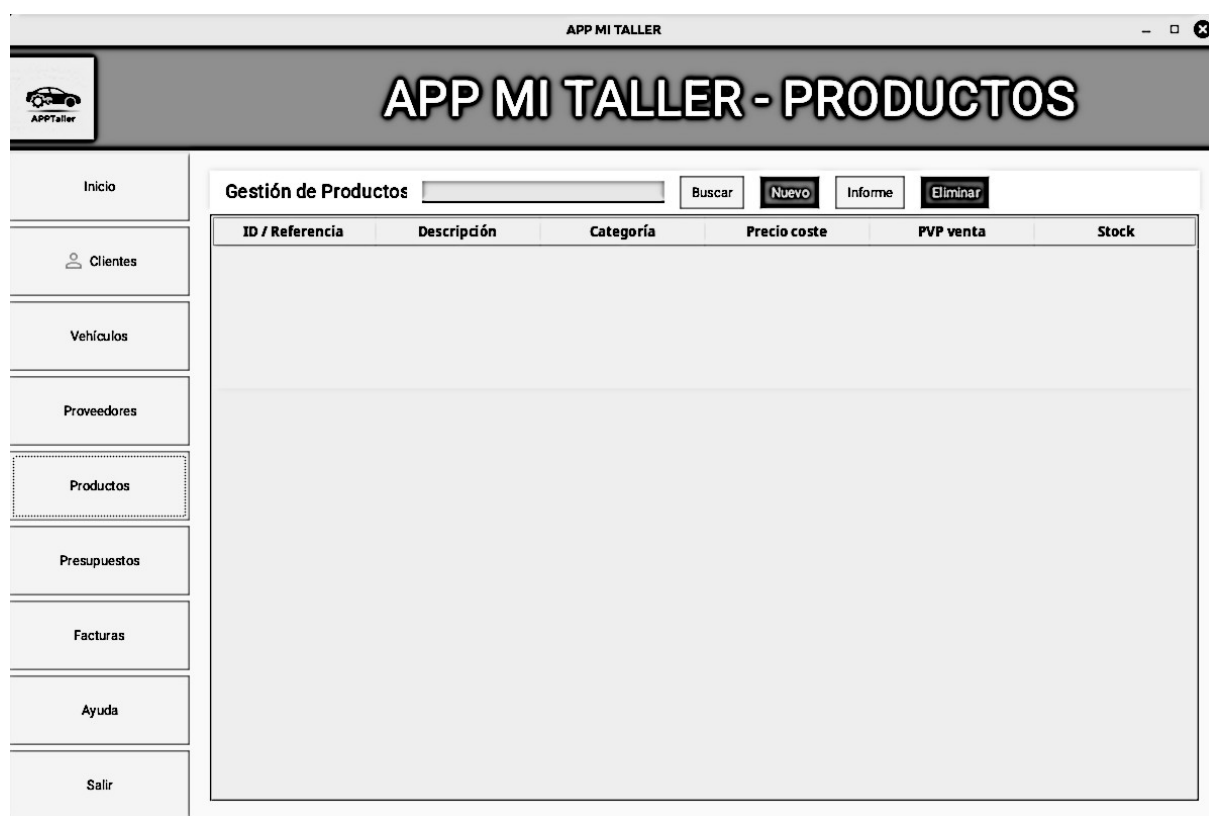 APP MI TALLER
APPTaller
APP MI TALLER - PRODUCTOS
Inicio
Clientes
Vehículos
Proveedores
Productos
Presupuestos
Facturas
Ayuda
Salir
Gestión de Productos Buscar Nuevo Informe Eliminar
ID / Referencia Descripción Categoría Precio coste PVP venta Stock